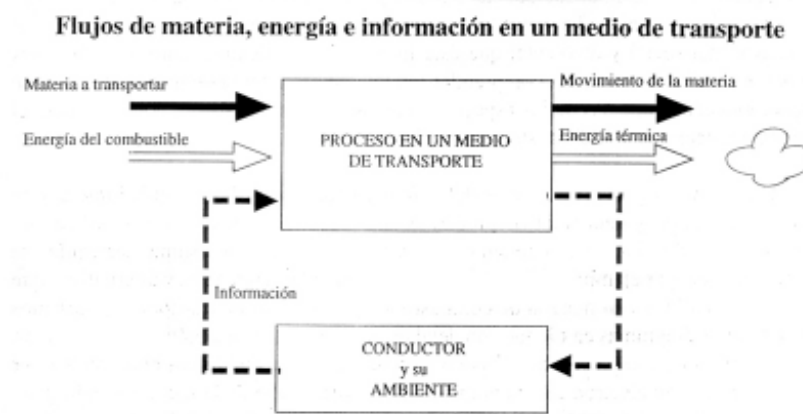 Flujos de materia, energía e información en un medio de transporte
Materia a transportar
Movimiento de la materia
Energía del combustible
Energía térmica
PROCESO EN UN MEDIO
DE TRANSPORTE
Información
CONDUCTOR
y su
AMBIENTE